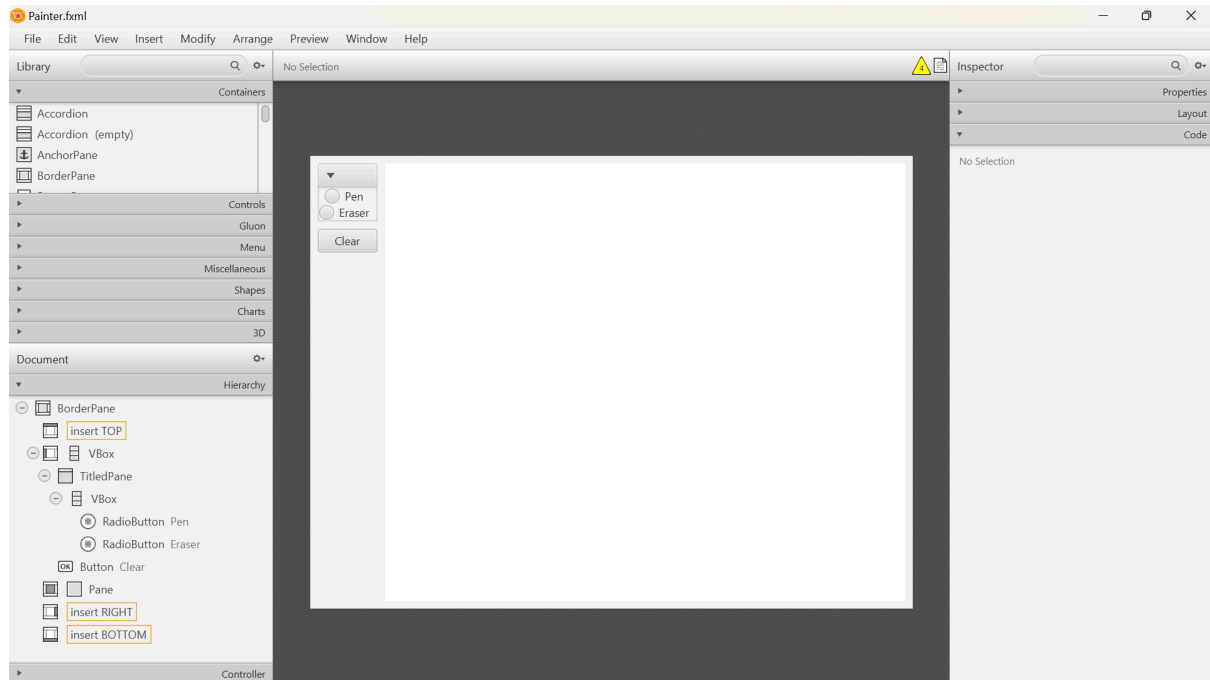 Painter.fxml
File Edit View Insert Modify Arrange Preview Window Help
Library
No Selection
4
Inspector
Containers
Accordion
Accordion (empty)
AnchorPane
BorderPane
Controls
Gluon
Menu
Miscellaneous
Shapes
Charts
3D
Document
Hierarchy
BorderPane
insert TOP
VBox
TitledPane
VBox
RadioButton Pen
RadioButton Eraser
OK Button Clear
Pane
insert RIGHT
insert BOTTOM
Controller
Pen
Eraser
Clear
Properties
Layout
Code
No Selection